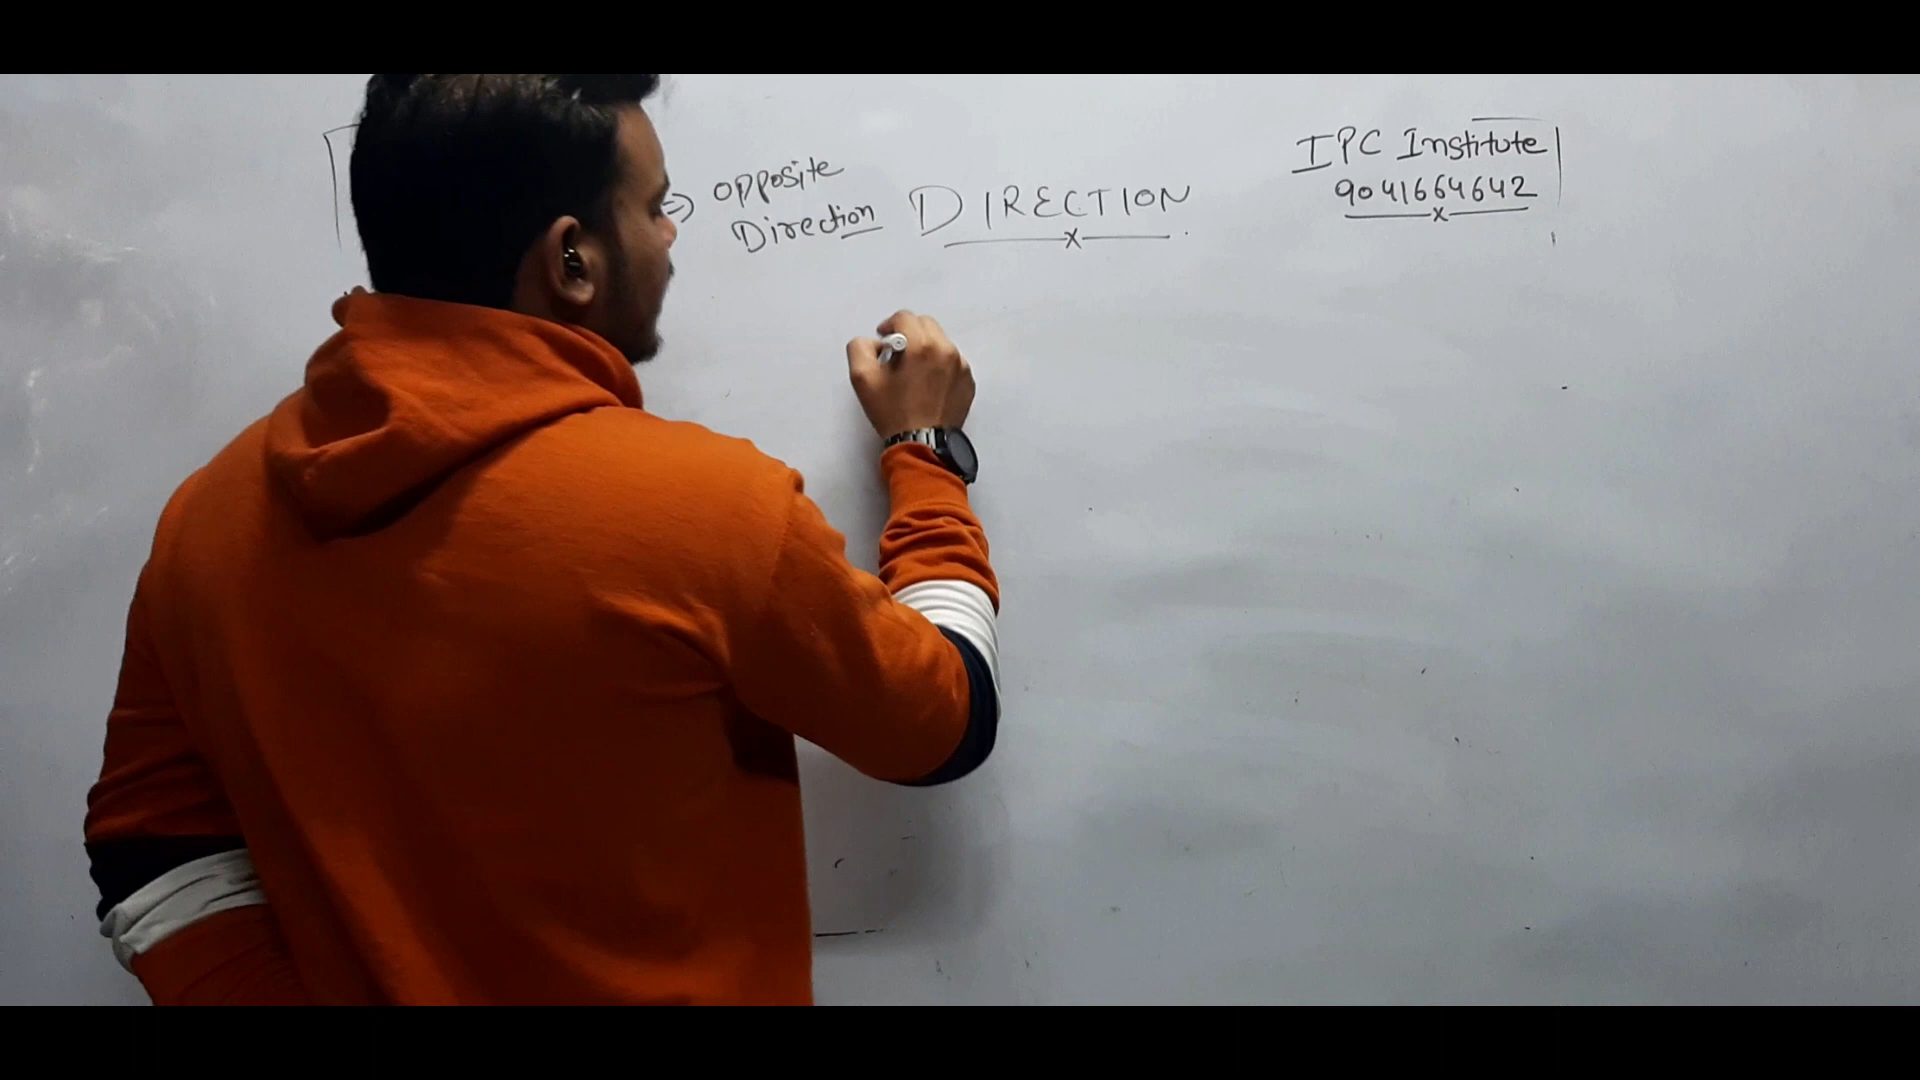 ⇒ Opposite
Direction
DIRECTION
IPC Institute
9041664642